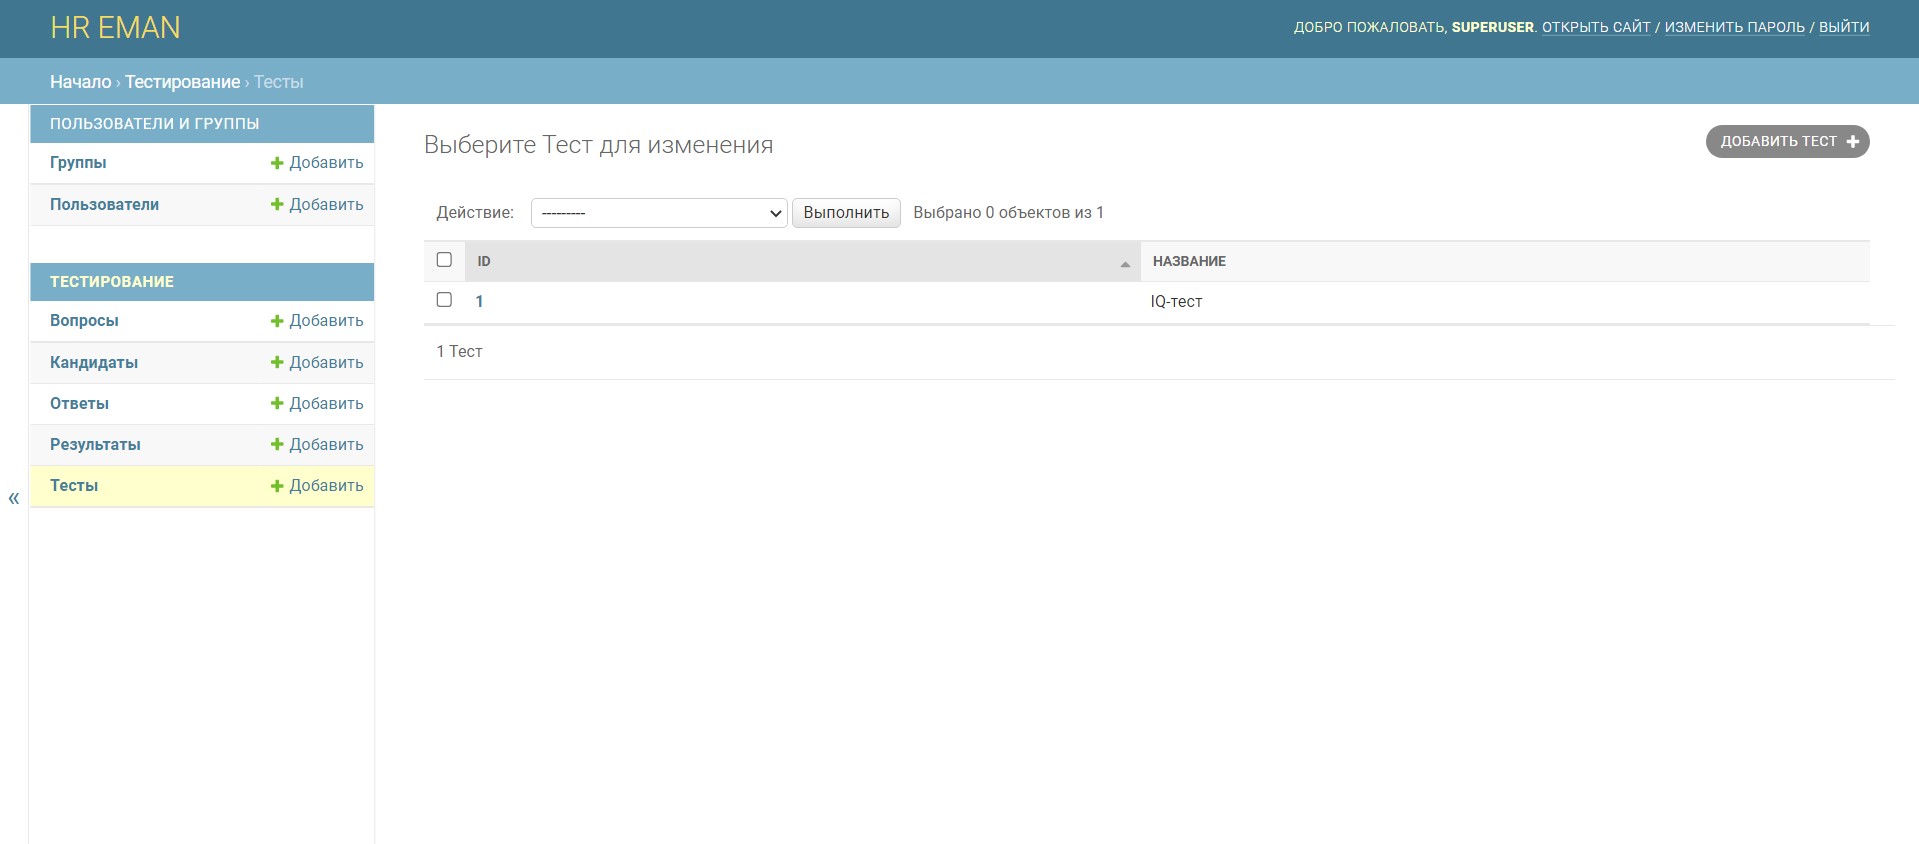 HR EMAN
ДОБРО ПОЖАЛОВАТЬ, SUPERUSER. ОТКРЫТЬ САЙТ / ИЗМЕНИТЬ ПАРОЛЬ / ВЫЙТИ
Начало › Тестирование › Тесты
ПОЛЬЗОВАТЕЛИ И ГРУППЫ
Группы Добавить
Пользователи Добавить
ТЕСТИРОВАНИЕ
Вопросы Добавить
Кандидаты Добавить
Ответы Добавить
Результаты Добавить
Тесты Добавить
«
Выберите Тест для изменения
ДОБАВИТЬ ТЕСТ
Действие: --------- Выполнить Выбрано 0 объектов из 1
ID НАЗВАНИЕ
1 IQ-тест
1 Тест